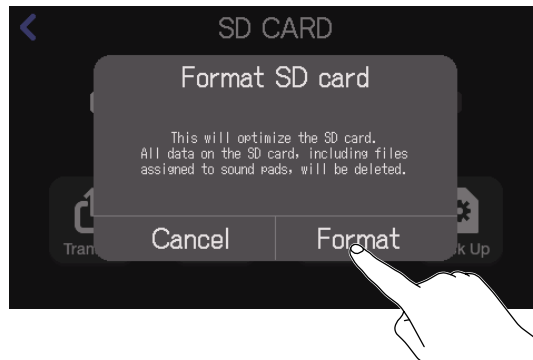 SD CARD
Format SD card
This will optimize the SD card.
All data on the SD card, including files
assigned to sound pads, will be deleted.
Cancel
Format
Tran
k Up